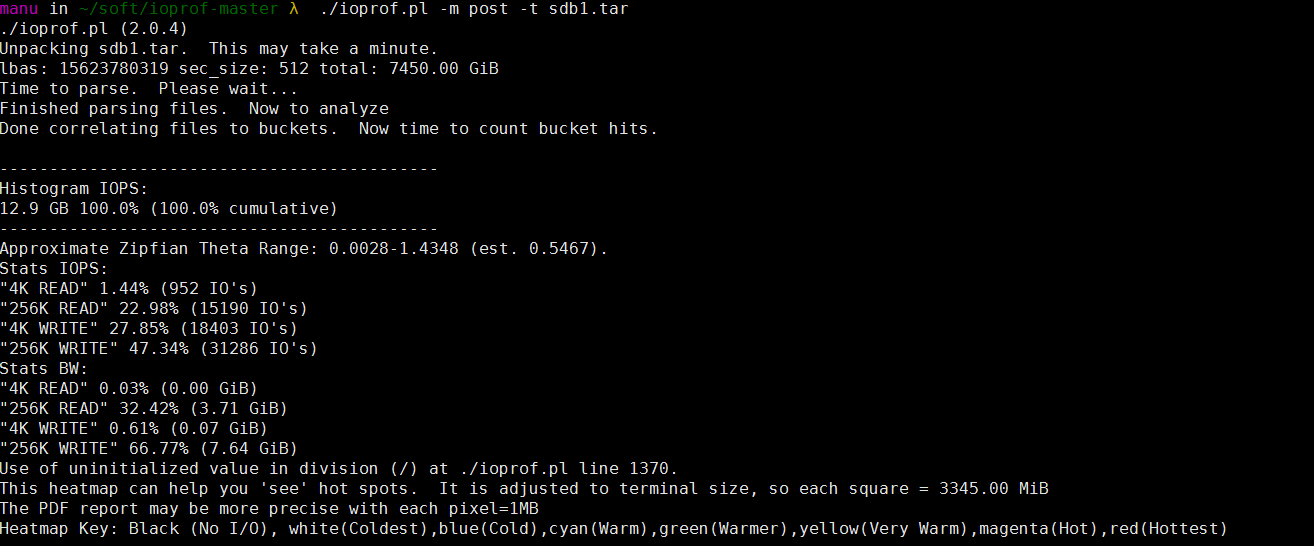 manu in ~/soft/ioprof-master λ  ./ioprof.pl -m post -t sdb1.tar
./ioprof.pl (2.0.4)
Unpacking sdb1.tar.  This may take a minute.
lbas: 15623780319 sec_size: 512 total: 7450.00 GiB
Time to parse.  Please wait...
Finished parsing files.  Now to analyze
Done correlating files to buckets.  Now time to count bucket hits.

--------------------------------------------
Histogram IOPS:
12.9 GB 100.0% (100.0% cumulative)
--------------------------------------------
Approximate Zipfian Theta Range: 0.0028-1.4348 (est. 0.5467).
Stats IOPS:
"4K READ" 1.44% (952 IO's)
"256K READ" 22.98% (15190 IO's)
"4K WRITE" 27.85% (18403 IO's)
"256K WRITE" 47.34% (31286 IO's)
Stats BW:
"4K READ" 0.03% (0.00 GiB)
"256K READ" 32.42% (3.71 GiB)
"4K WRITE" 0.61% (0.07 GiB)
"256K WRITE" 66.77% (7.64 GiB)
Use of uninitialized value in division (/) at ./ioprof.pl line 1370.
This heatmap can help you 'see' hot spots.  It is adjusted to terminal size, so each square = 3345.00 MiB
The PDF report may be more precise with each pixel=1MB
Heatmap Key: Black (No I/O), white(Coldest),blue(Cold),cyan(Warm),green(Warmer),yellow(Very Warm),magenta(Hot),red(Hottest)